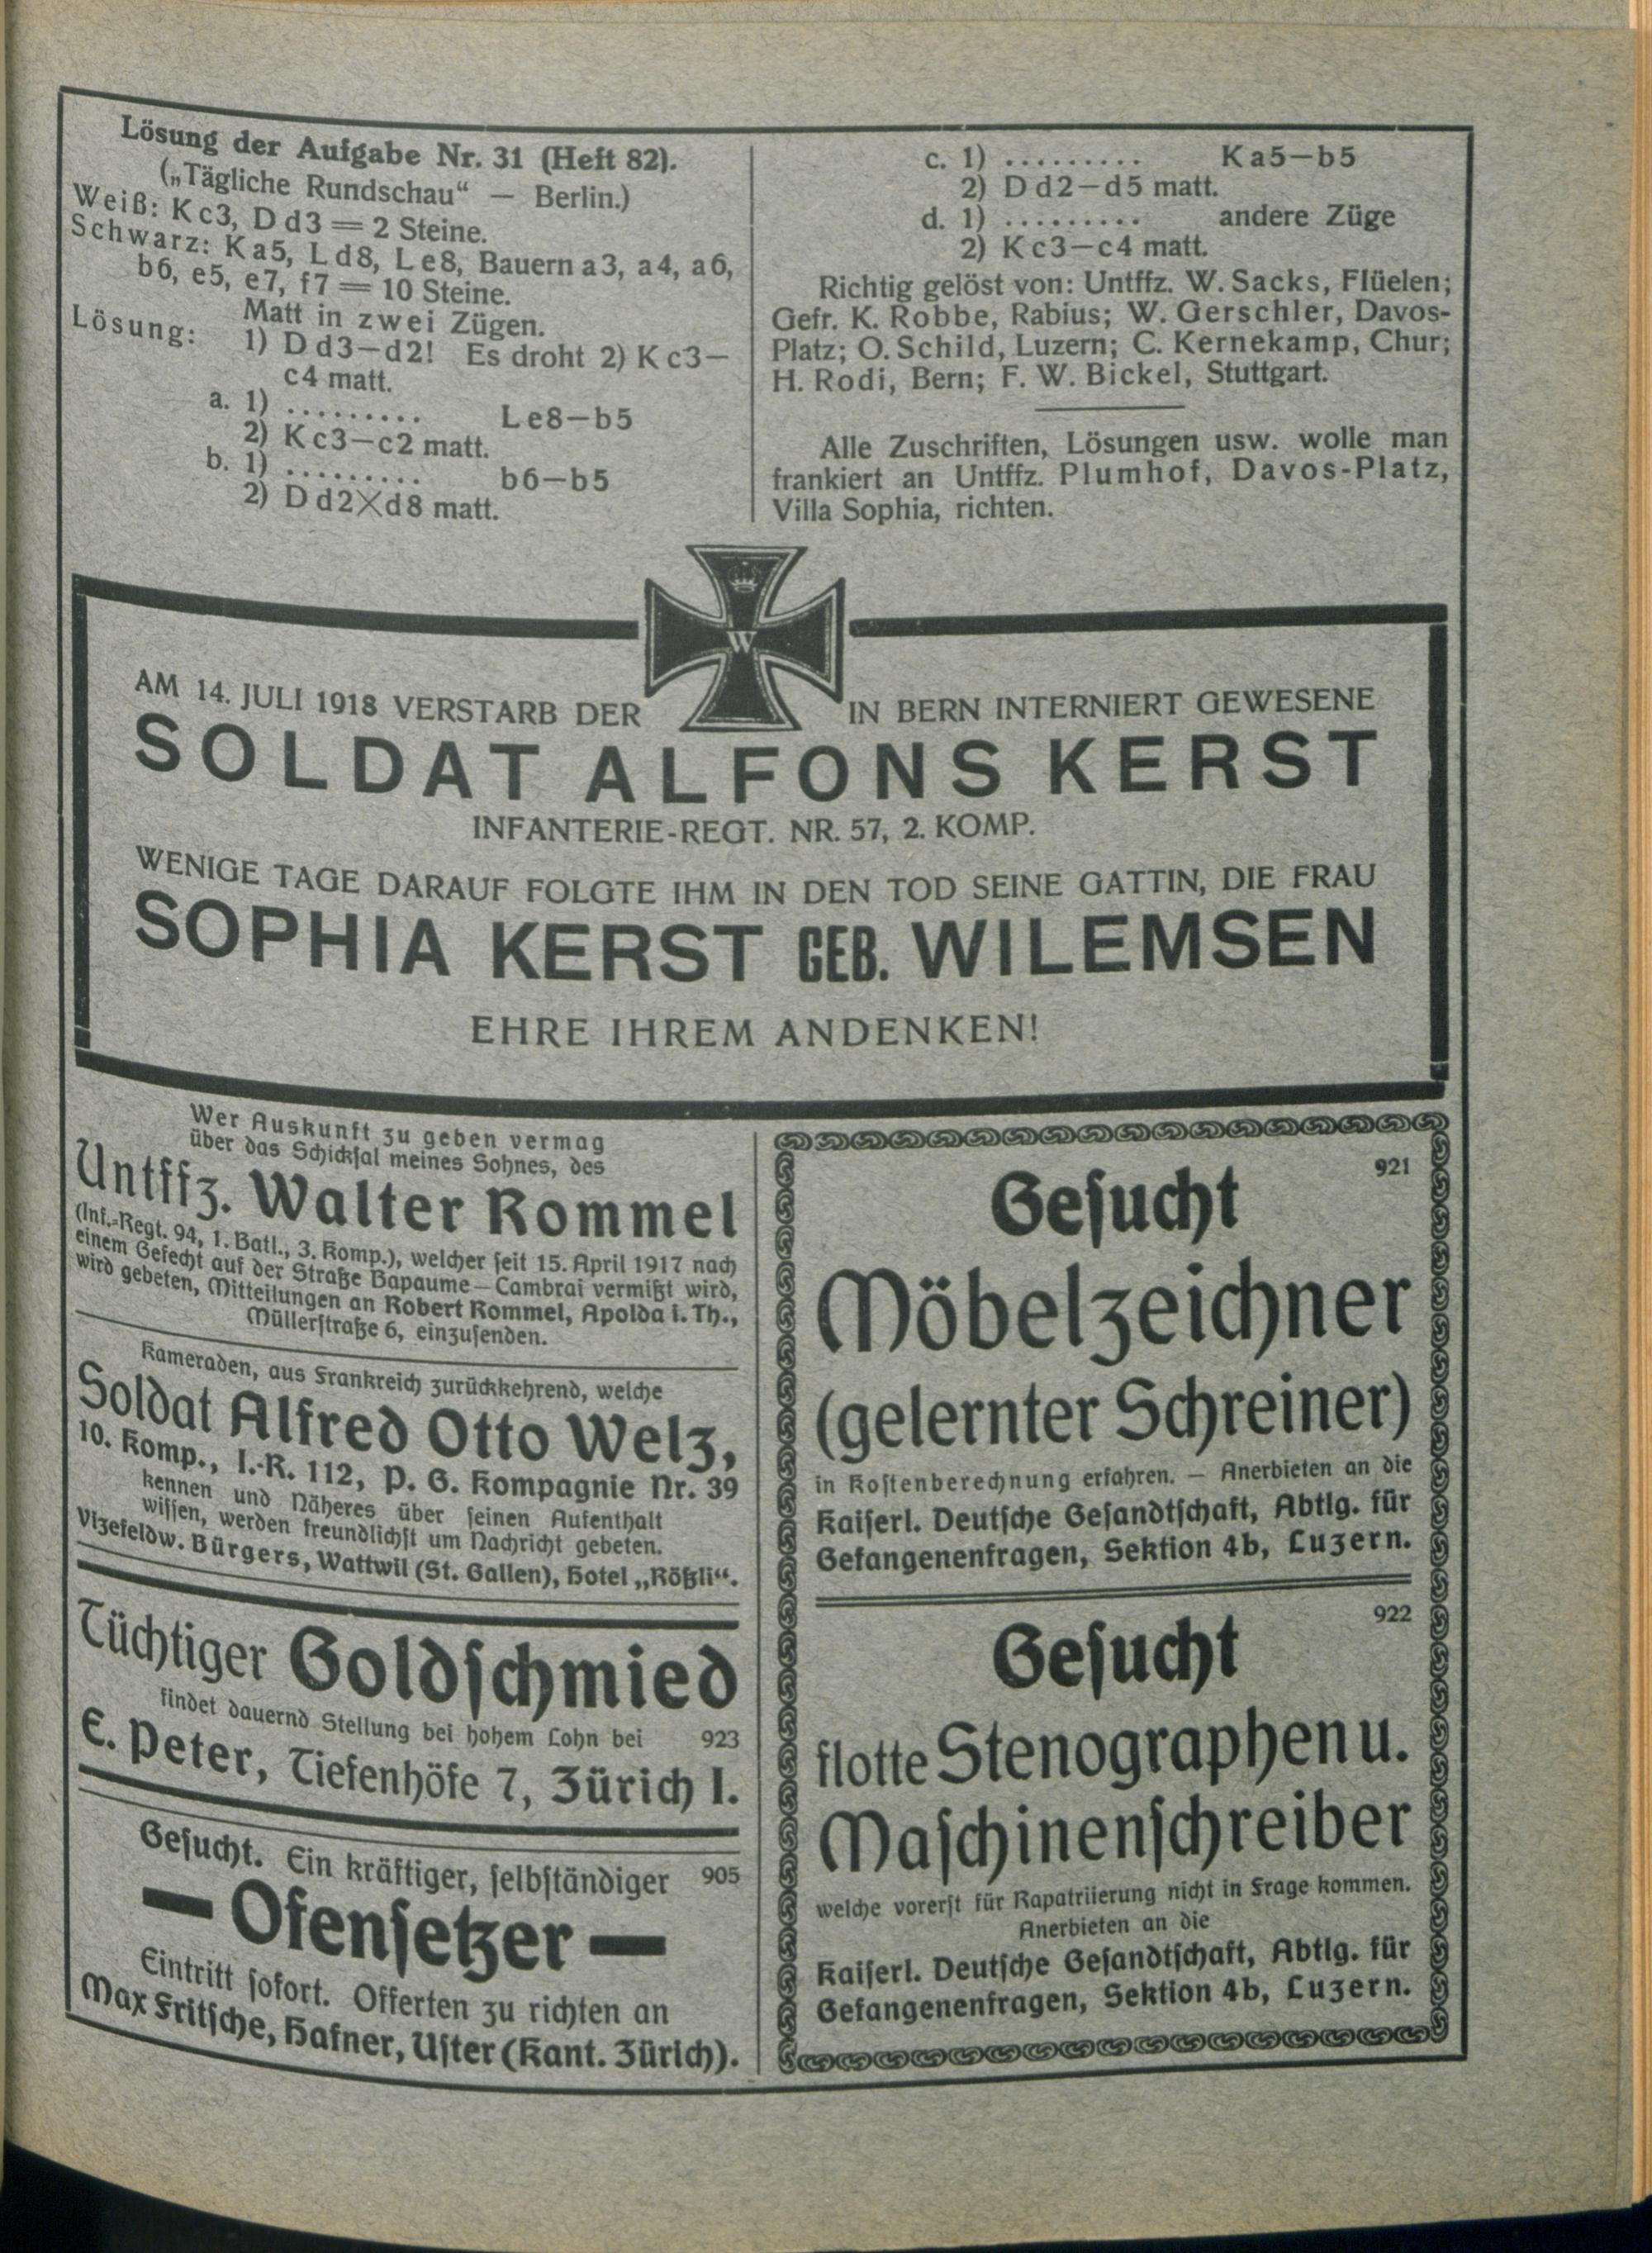 Lösung der Aufgabe Nr. 31 (Heft 82).
(„Tägliche Rundschau“ — Berlin.)
Weiß: Kc3, Dd3 = 2 Steine.
Schwarz: Ka5, Ld8, Le8, Bauern a3, a4, a6,
b6, e5, e7, f7 = 10 Steine.
Matt in zwei Zügen.
Lösung: 1) Dd3—d2! Es droht 2) Kc3—
c4 matt.
a. 1) ......... Le8—b5
2) Kc3—c2 matt.
b. 1) ......... b6—b5
2) Dd2×d8 matt.
c. 1) ......... Ka5—b5
2) Dd2—d5 matt.
d. 1) ......... andere Züge
2) Kc3—c4 matt.
Richtig gelöst von: Untffz. W. Sacks, Flüelen;
Gefr. K. Robbe, Rabius; W. Gerschler, Davos-
Platz; O. Schild, Luzern; C. Kernekamp, Chur;
H. Rodi, Bern; F. W. Bickel, Stuttgart.
Alle Zuschriften, Lösungen usw. wolle man
frankiert an Untffz. Plumhof, Davos-Platz,
Villa Sophia, richten.
W
AM 14. JULI 1918 VERSTARB DER IN BERN INTERNIERT GEWESENE
SOLDAT ALFONS KERST
INFANTERIE-REGT. NR. 57, 2. KOMP.
WENIGE TAGE DARAUF FOLGTE IHM IN DEN TOD SEINE GATTIN, DIE FRAU
SOPHIA KERST GEB. WILEMSEN
EHRE IHREM ANDENKEN!
Wer Auskunft zu geben vermag
über das Schicksal meines Sohnes, des
Untffz. Walter Rommel
(Inf.-Regt. 94, 1. Batl., 3. Komp.), welcher seit 15. April 1917 nach
einem Gefecht auf der Straße Bapaume—Cambrai vermißt wird,
wird gebeten, Mitteilungen an Robert Rommel, Apolda i. Th.,
Müllerstraße 6, einzusenden.
Kameraden, aus Frankreich zurückkehrend, welche
Soldat Alfred Otto Welz,
10. Komp., I.-R. 112, P. G. Kompagnie Nr. 39
kennen und Näheres über seinen Aufenthalt
wissen, werden freundlichst um Nachricht gebeten.
Vizefeldw. Bürgers, Wattwil (St. Gallen), Hotel „Rößli“.
Tüchtiger Goldschmied
findet dauernd Stellung bei hohem Lohn bei 923
E. Peter, Tiefenhöfe 7, Zürich I.
Gesucht. Ein kräftiger, selbständiger 905
— Ofensetzer —
Eintritt sofort. Offerten zu richten an
Max Fritsche, Hafner, Uster (Kant. Zürich).
921
Gesucht
Möbelzeichner
(gelernter Schreiner)
in Kostenberechnung erfahren. — Anerbieten an die
Kaiserl. Deutsche Gesandtschaft, Abtlg. für
Gefangenenfragen, Sektion 4b, Luzern.
922
Gesucht
flotte Stenographen u.
Maschinenschreiber
welche vorerst für Rapatriierung nicht in Frage kommen.
Anerbieten an die
Kaiserl. Deutsche Gesandtschaft, Abtlg. für
Gefangenenfragen, Sektion 4b, Luzern.